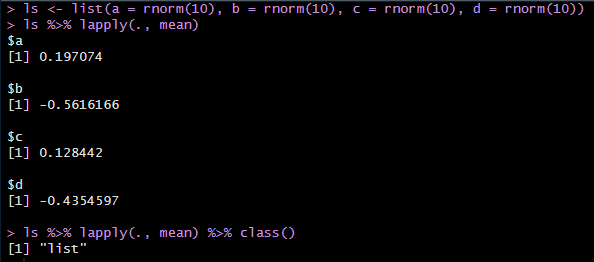 > ls <- list(a = rnorm(10), b = rnorm(10), c = rnorm(10), d = rnorm(10))
> ls %>% lapply(., mean)
$a
[1] 0.197074
$b
[1] -0.5616166
$c
[1] 0.128442
$d
[1] -0.4354597
> ls %>% lapply(., mean) %>% class()
[1] "list"